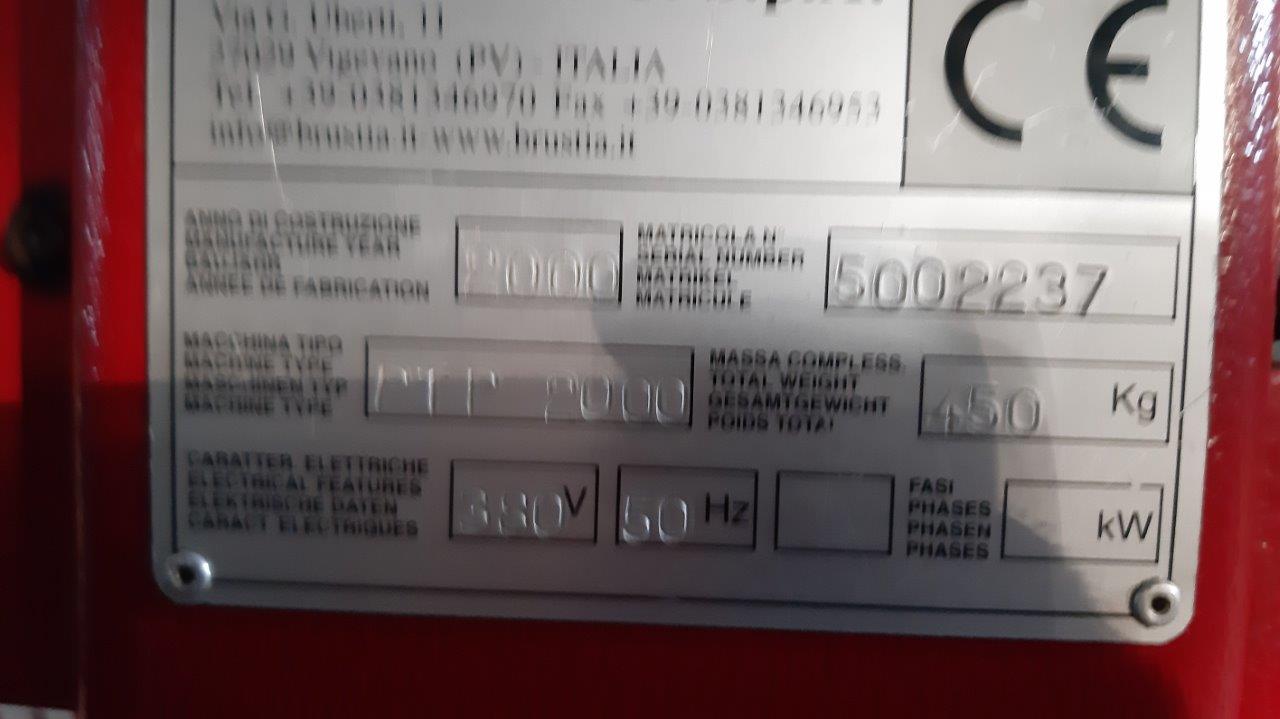 Via G. Uberti, 11
27029 Vigevano (PV) - ITALIA
Tel. +39-0381346970 Fax +39-0381346953
info@brustia.it-www.brustia.it
CE
ANNO DI COSTRUZIONE
MANUFACTURE YEAR
BAUJAHR
ANNÉE DE FABRICATION
2000
MATRICOLA N°
SERIAL NUMBER
MATRIKEL
MATRICULE
5002237
MACCHINA TIPO
MACHINE TYPE
MASCHINEN TYP
MACHINE TYPE
2000
MASSA COMPLESS.
TOTAL WEIGHT
GESAMTGEWICHT
POIDS TOTAL
450 Kg
CARATTER. ELETTRICHE
ELECTRICAL FEATURES
ELEKTRISCHE DATEN
CARACT. ELECTRIQUES
380 V
50 Hz
FASI
PHASES
PHASEN
PHASES
kW